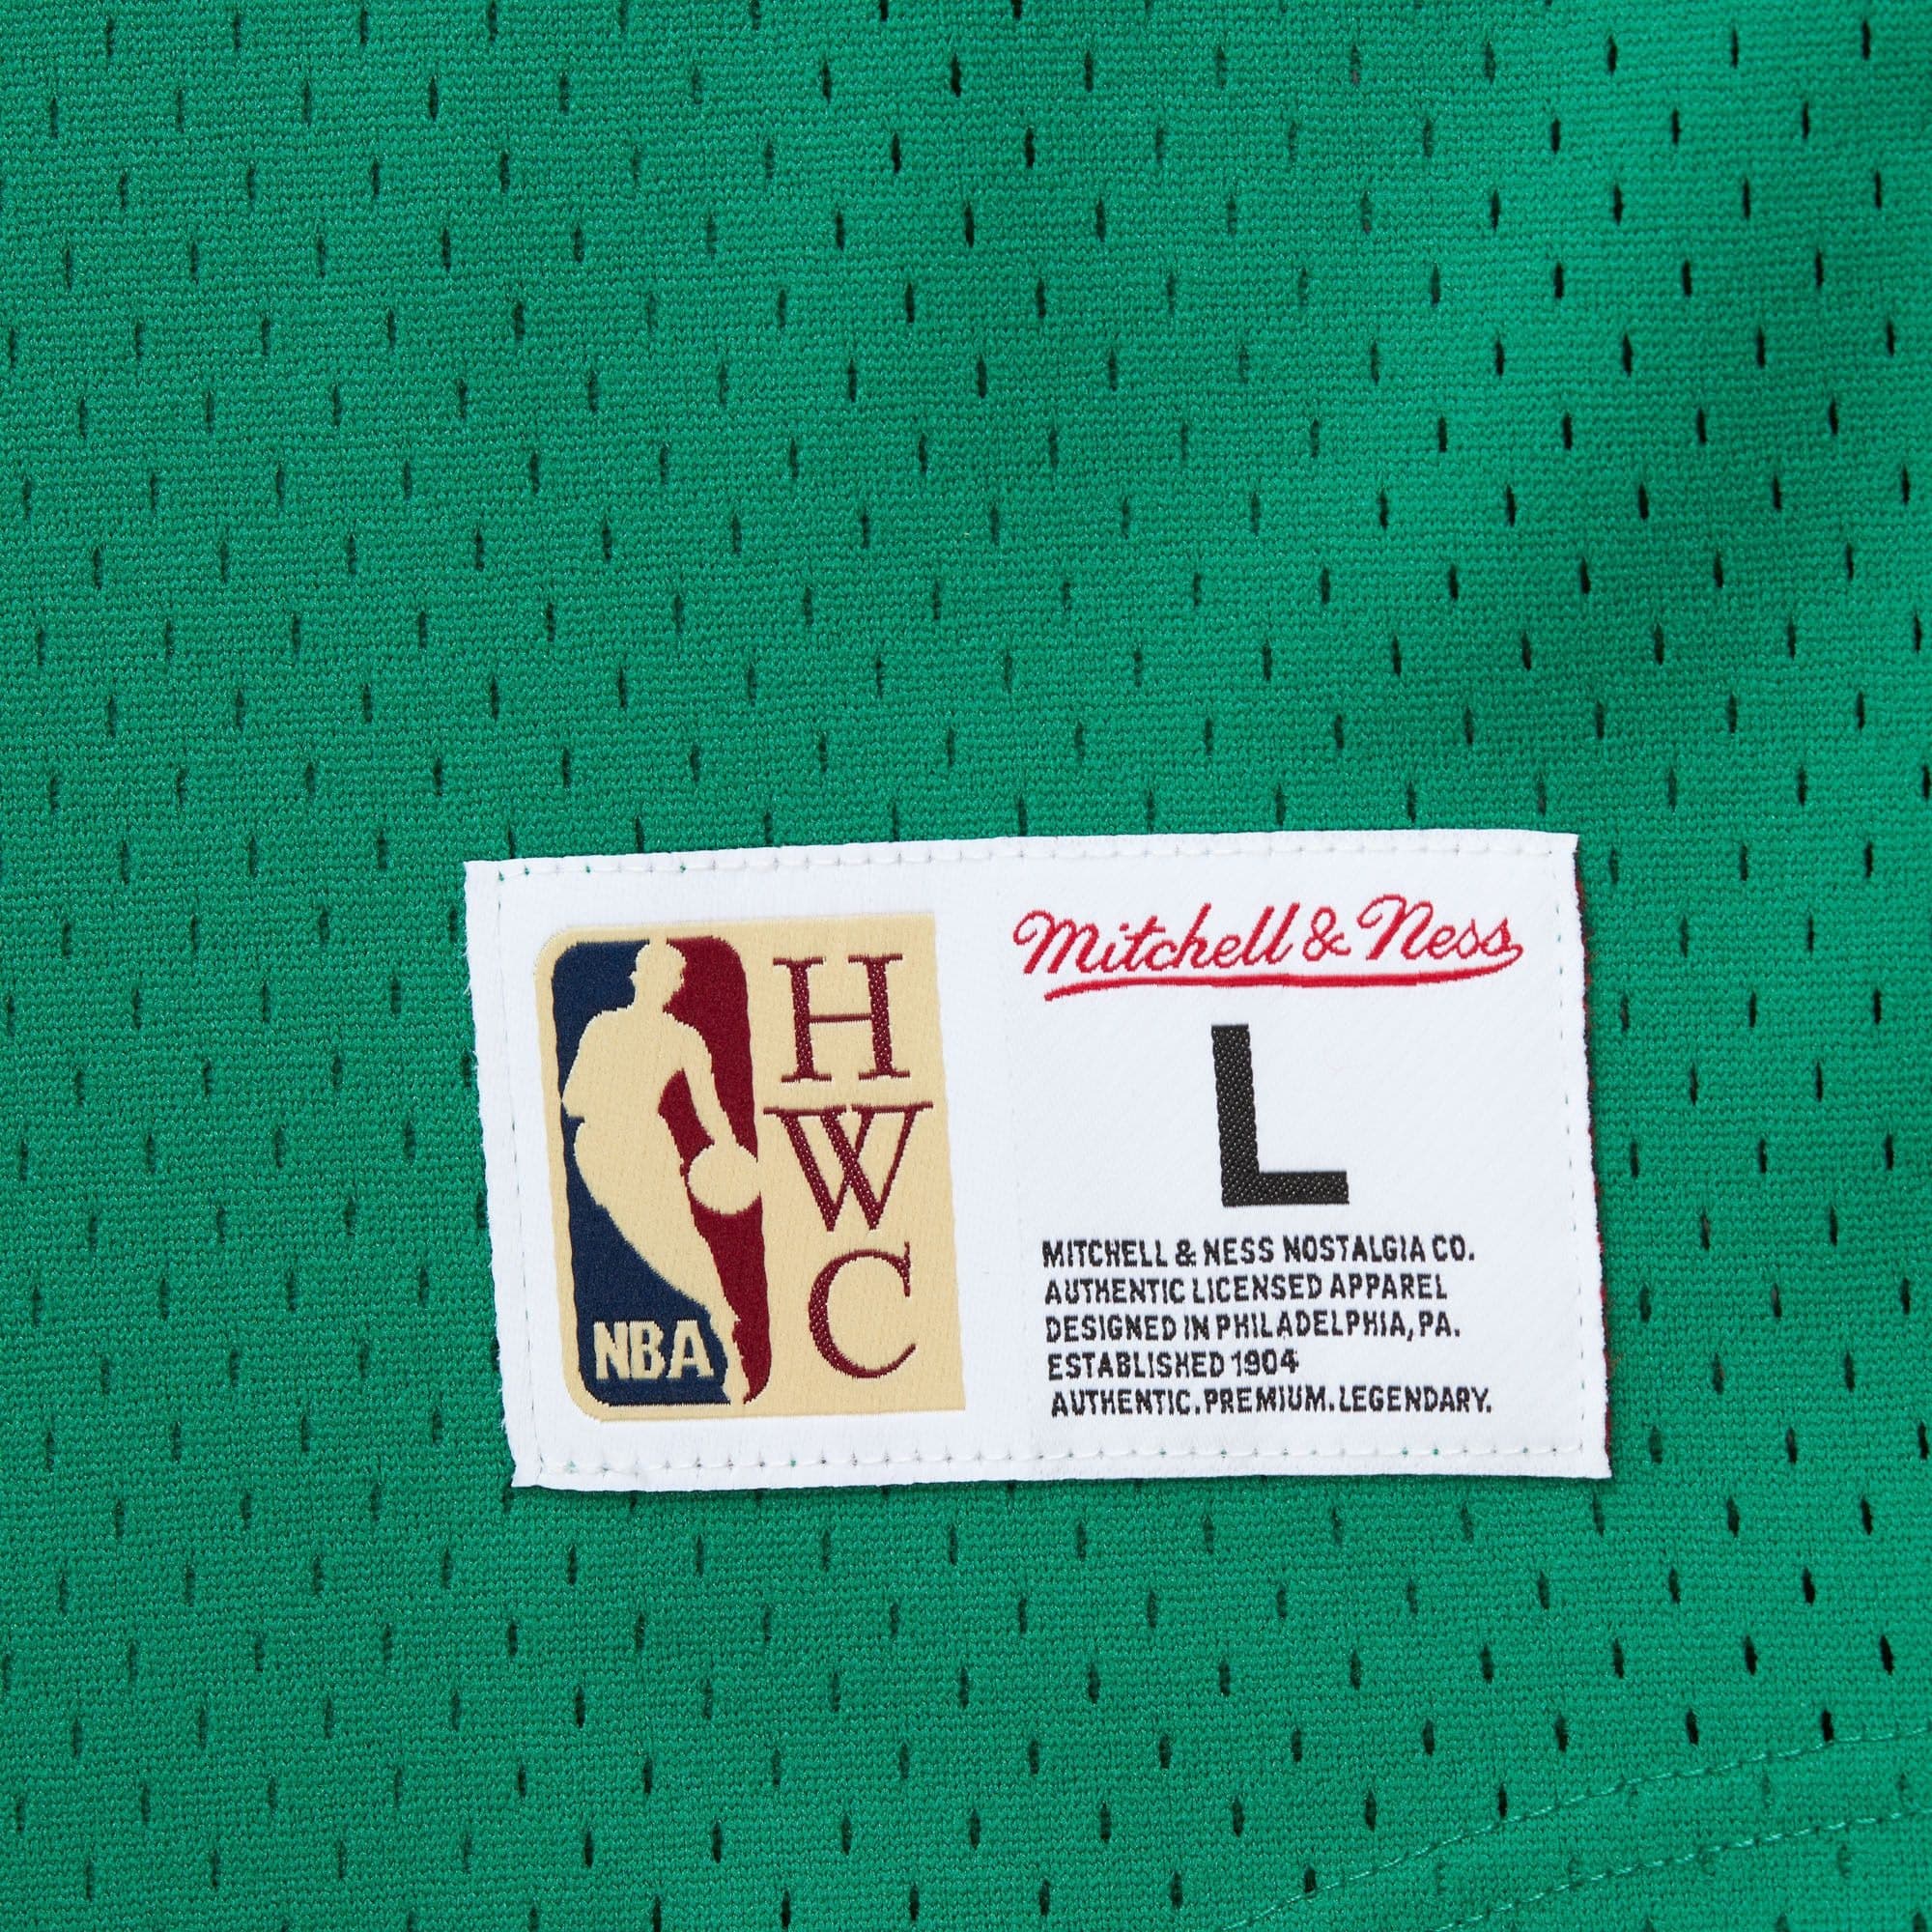 NBA
H
W
C
Mitchell & Ness
L
MITCHELL & NESS NOSTALGIA CO.
AUTHENTIC LICENSED APPAREL
DESIGNED IN PHILADELPHIA, PA.
ESTABLISHED 1904
AUTHENTIC. PREMIUM. LEGENDARY.